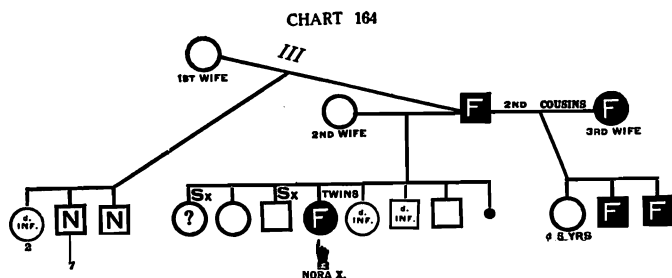 CHART 164
III
1ST WIFE
2ND WIFE
F
2ND COUSINS
F
3RD WIFE
d. INF.
2
N
7
N
Sx
?
Sx
TWINS
F
d. INF.
d. INF.
NORA X.
F
F